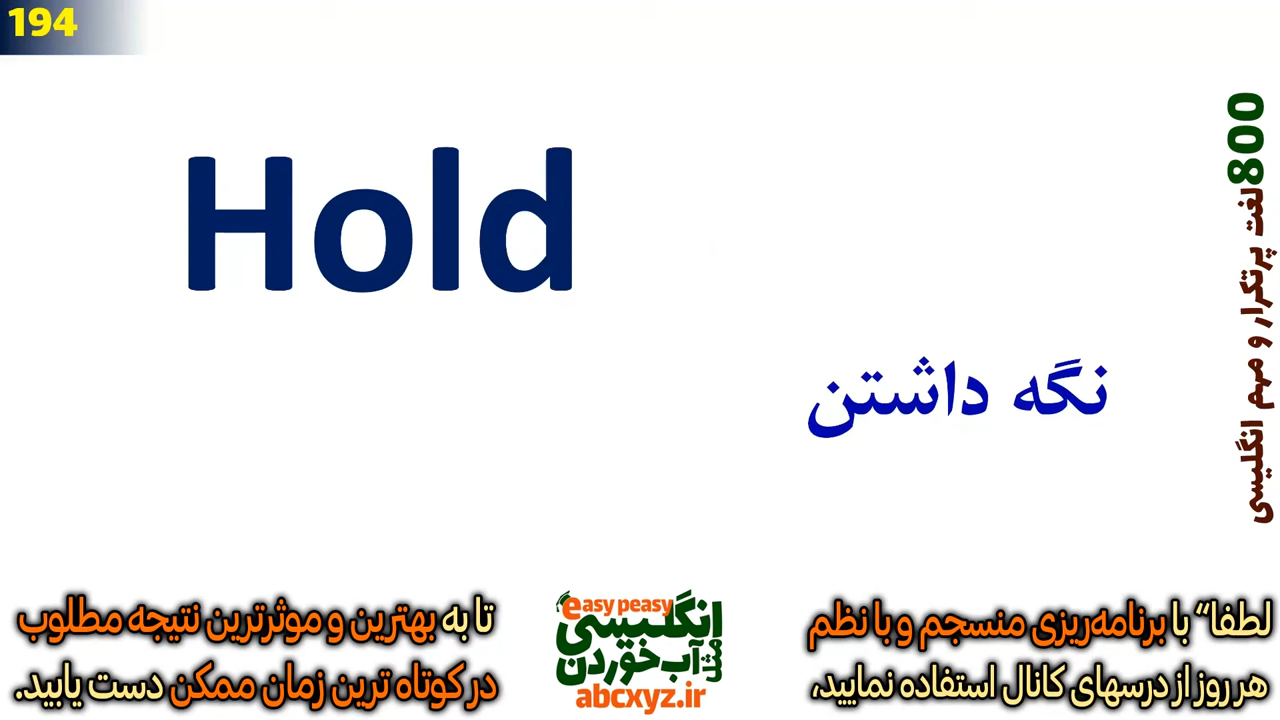 194
Hold
نگه داشتن
800 لغت پرتکرار و مهم انگلیسی
لطفا“ با برنامه‌ریزی منسجم و با نظم
هر روز از درسهای کانال استفاده نمایید،
تا به بهترین و موثرترین نتیجه مطلوب
در کوتاه ترین زمان ممکن دست یابید.
easy peasy
انگلیسی
مثل آب خوردن
abcxyz.ir